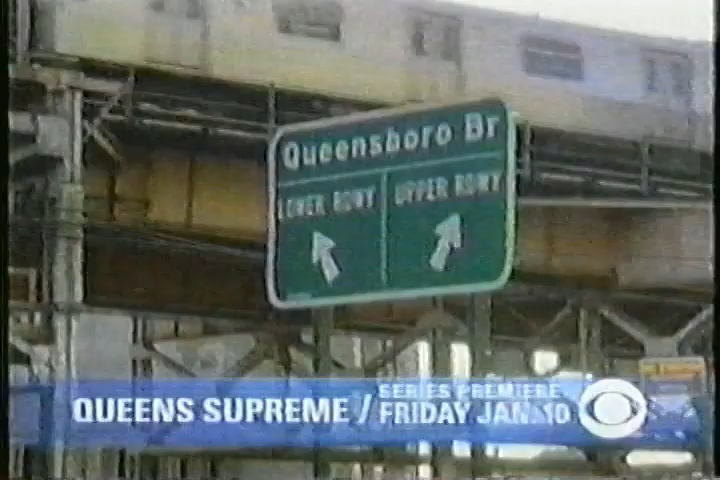 Queensboro Br
LOWER RDWY UPPER RDWY
QUEENS SUPREME / SERIES PREMIERE
FRIDAY JAN. 10